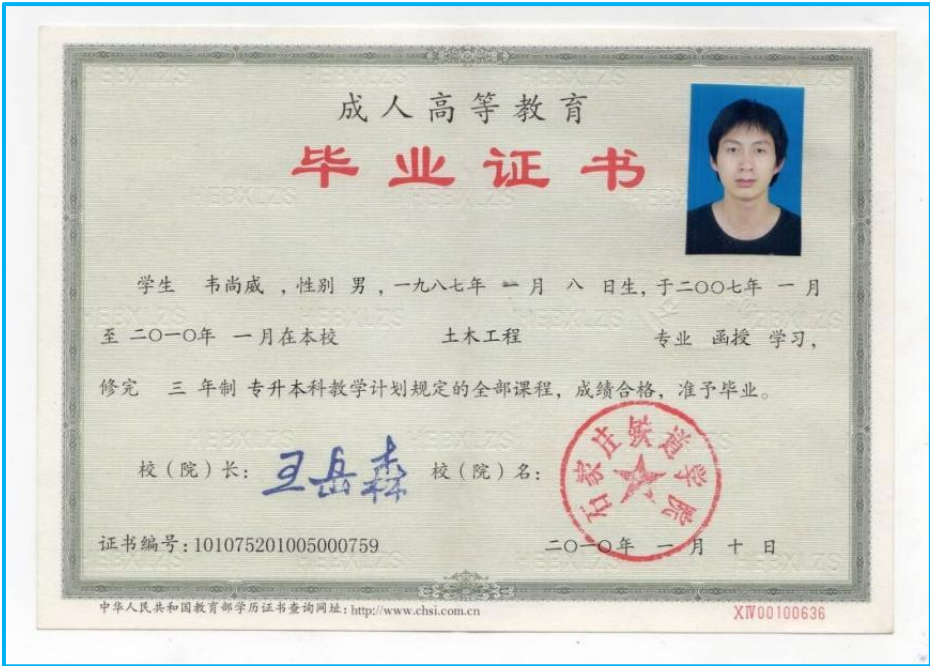 成人高等教育
毕业证书
学生 韦尚威 ,性别 男 ,一九八七年 一 月 八 日生,于二〇〇七年 一 月
至 二〇一〇年 一月在本校 土木工程 专业 函授 学习,
修完 三 年制 专升本科教学计划规定的全部课程,成绩合格,准予毕业。
校(院)长: 王岳森 校(院)名:
石家庄铁道学院
证书编号:101075201005000759 二〇一〇年 一 月 十 日
中华人民共和国教育部学历证书查询网址:http://www.chsi.com.cn
XIV00100636
HEBXLZS